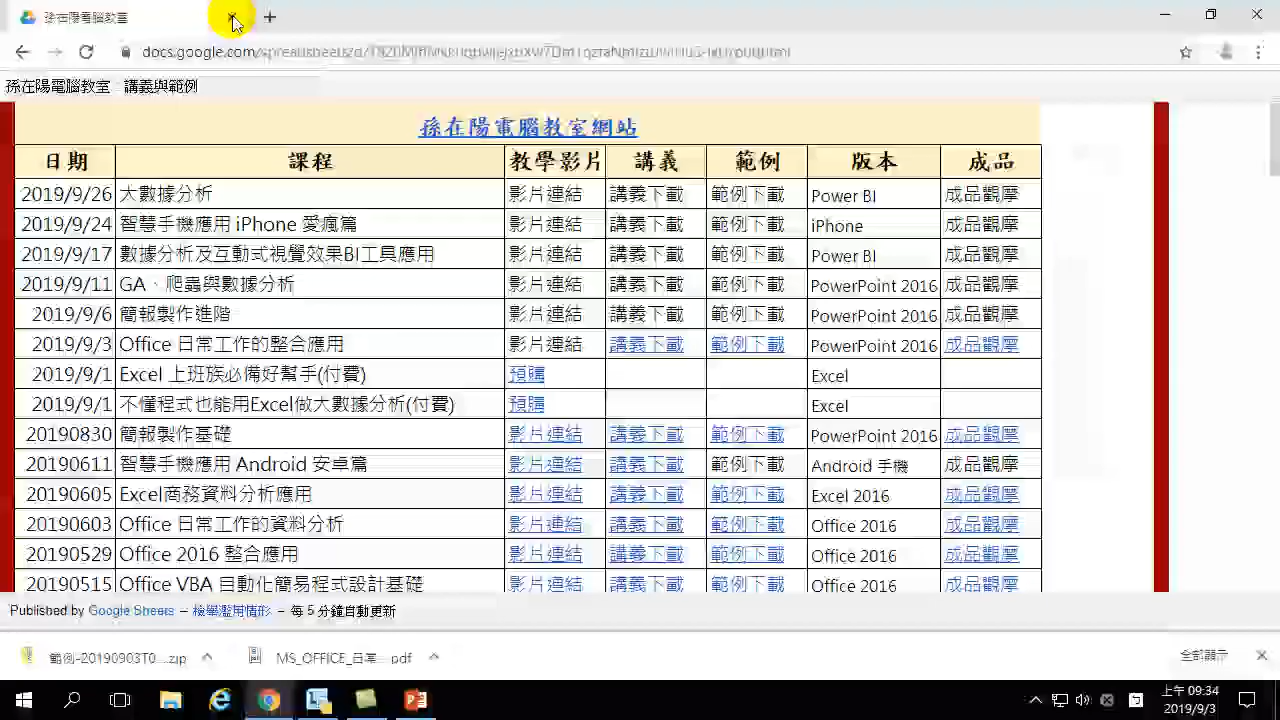 孫在陽電腦教室
docs.google.com
孫在陽電腦教室：講義與範例
孫在陽電腦教室網站
日期 課程 教學影片 講義 範例 版本 成品
2019/9/26 大數據分析 影片連結 講義下載 範例下載 Power BI 成品觀摩
2019/9/24 智慧手機應用 iPhone 愛瘋篇 影片連結 講義下載 範例下載 iPhone 成品觀摩
2019/9/17 數據分析及互動式視覺效果BI工具應用 影片連結 講義下載 範例下載 Power BI 成品觀摩
2019/9/11 GA、爬蟲與數據分析 影片連結 講義下載 範例下載 PowerPoint 2016 成品觀摩
2019/9/6 簡報製作進階 影片連結 講義下載 範例下載 PowerPoint 2016 成品觀摩
2019/9/3 Office 日常工作的整合應用 影片連結 講義下載 範例下載 PowerPoint 2016 成品觀摩
2019/9/1 Excel 上班族必備好幫手(付費) 預購 Excel
2019/9/1 不懂程式也能用Excel做大數據分析(付費) 預購 Excel
20190830 簡報製作基礎 影片連結 講義下載 範例下載 PowerPoint 2016 成品觀摩
20190611 智慧手機應用 Android 安卓篇 影片連結 講義下載 範例下載 Android 手機 成品觀摩
20190605 Excel商務資料分析應用 影片連結 講義下載 範例下載 Excel 2016 成品觀摩
20190603 Office 日常工作的資料分析 影片連結 講義下載 範例下載 Office 2016 成品觀摩
20190529 Office 2016 整合應用 影片連結 講義下載 範例下載 Office 2016 成品觀摩
20190515 Office VBA 自動化簡易程式設計基礎 影片連結 講義下載 範例下載 Office 2016 成品觀摩
Published by Google Sheets – 檢舉濫用情形 – 每 5 分鐘自動更新
範例-20190903T0....zip MS_OFFICE_日常....pdf 全部顯示
上午 09:34
2019/9/3